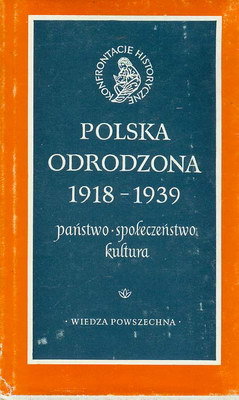 KONFRONTACJE HISTORYCZNE
POLSKA
ODRODZONA
1918 – 1939
państwo · społeczeństwo
kultura
· WIEDZA POWSZECHNA ·